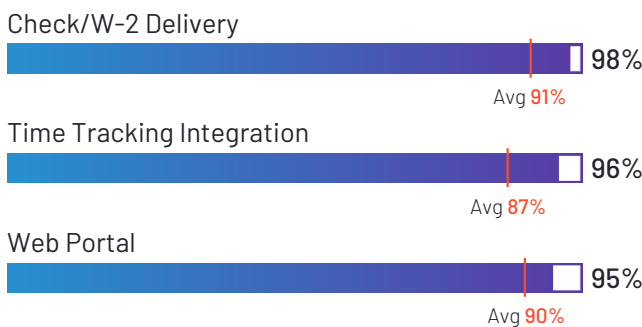 Check/W-2 Delivery
98%
Avg 91%
Time Tracking Integration
96%
Avg 87%
Web Portal
95%
Avg 90%